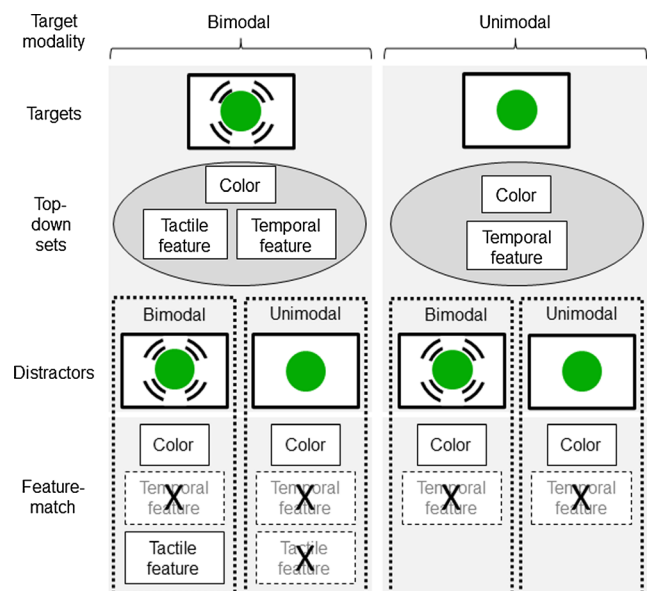 Target Bimodal Unimodal
modality
Targets
Top-
down
sets
Color
Tactile
feature
Temporal
feature
Color
Temporal
feature
Bimodal Unimodal Bimodal Unimodal
Distractors
Feature-
match
Color Color Color Color
Temporal
feature
X
Temporal
feature
X
Temporal
feature
X
Temporal
feature
X
Tactile
feature
Tactile
feature
X